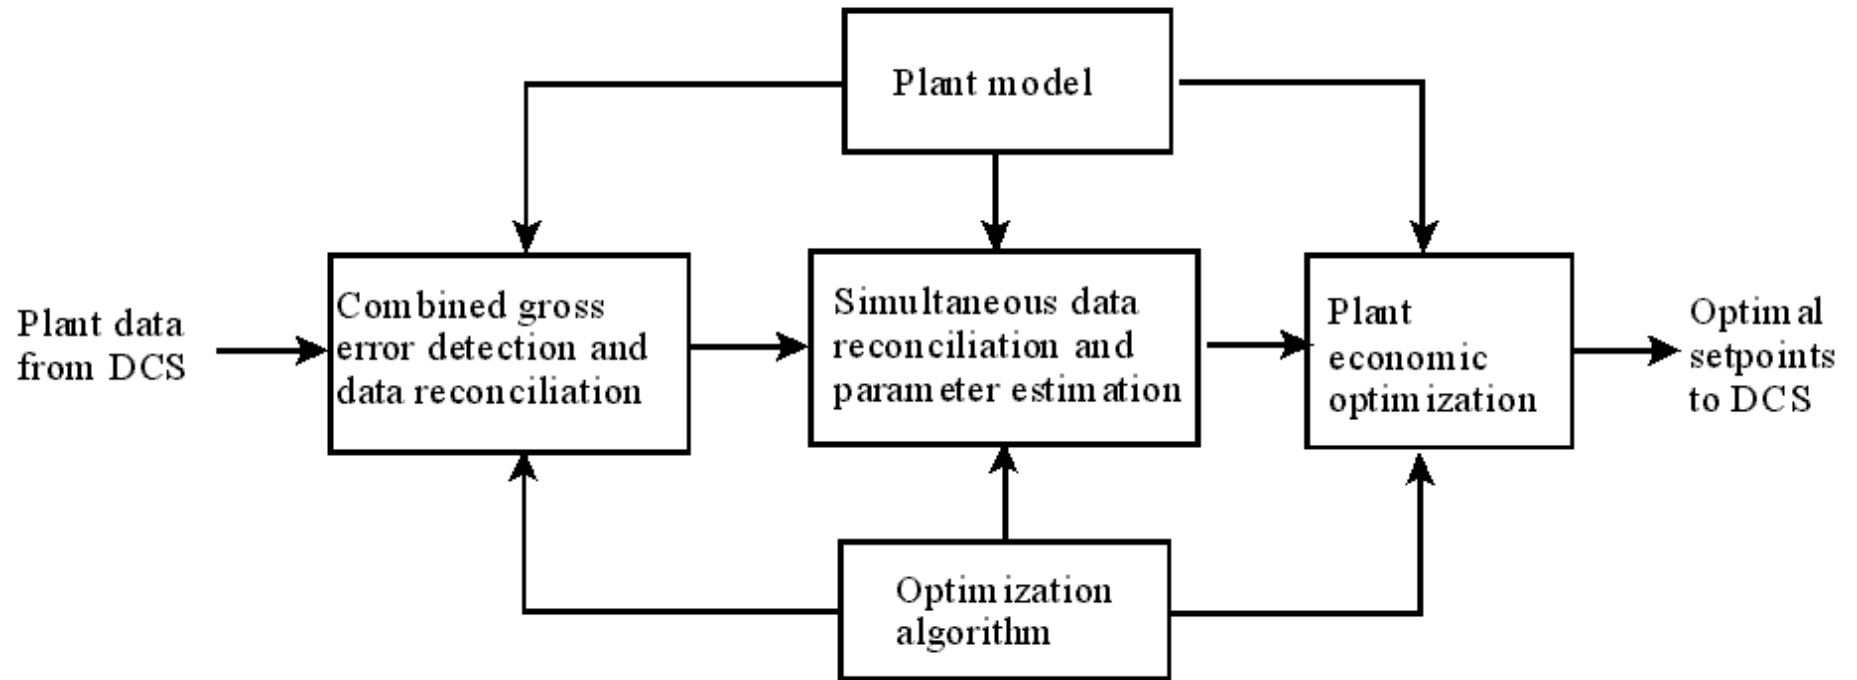 Plant model
Plant data
from DCS
Combined gross
error detection and
data reconciliation
Simultaneous data
reconciliation and
parameter estimation
Plant
economic
optimization
Optimal
setpoints
to DCS
Optimization
algorithm